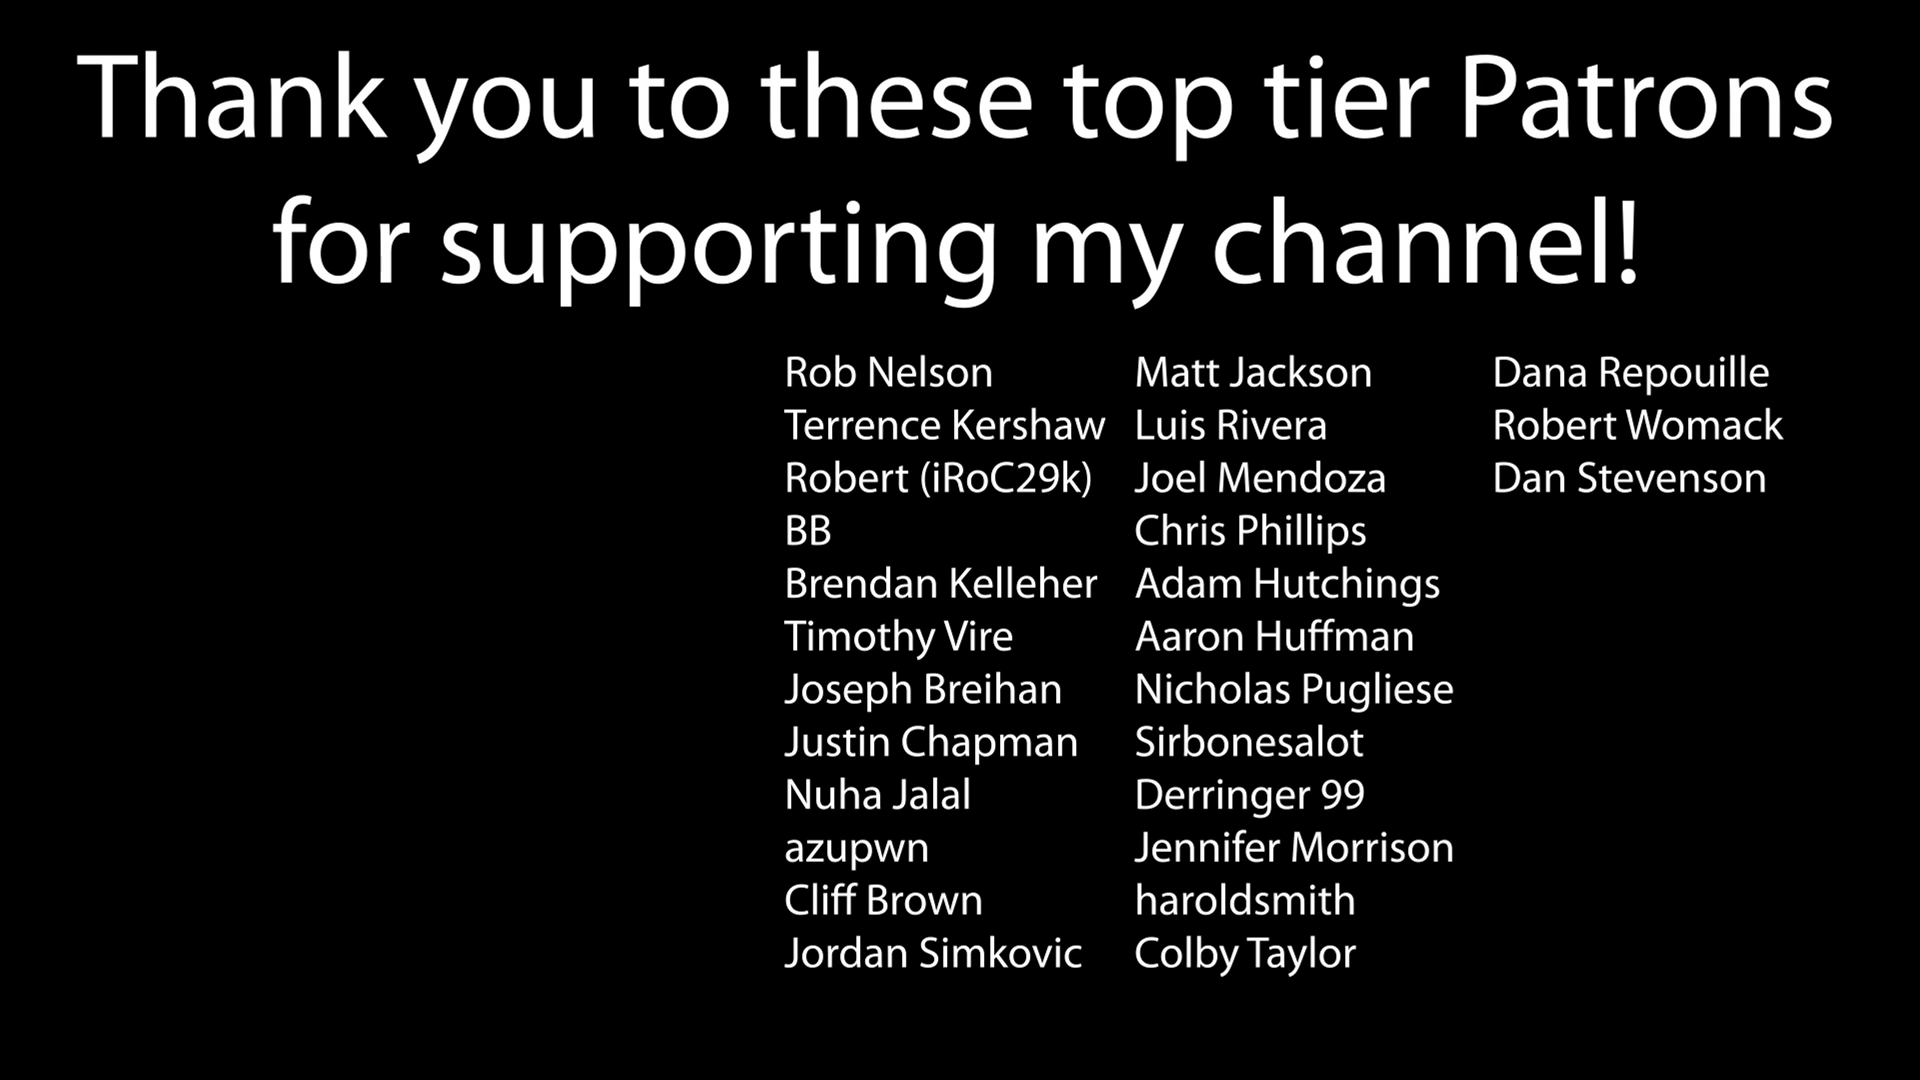 Thank you to these top tier Patrons
for supporting my channel!
Rob Nelson
Terrence Kershaw
Robert (iRoC29k)
BB
Brendan Kelleher
Timothy Vire
Joseph Breihan
Justin Chapman
Nuha Jalal
azupwn
Cliff Brown
Jordan Simkovic
Matt Jackson
Luis Rivera
Joel Mendoza
Chris Phillips
Adam Hutchings
Aaron Huffman
Nicholas Pugliese
Sirbonesalot
Derringer 99
Jennifer Morrison
haroldsmith
Colby Taylor
Dana Repouille
Robert Womack
Dan Stevenson